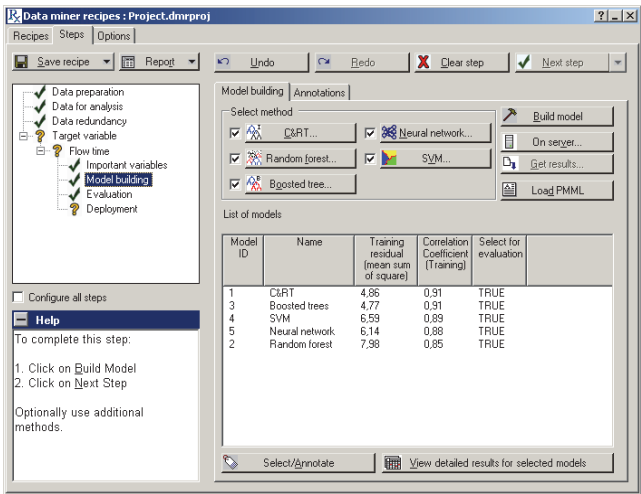 Data miner recipes : Project.dmrproj
Recipes Steps Options
Save recipe Report Undo Redo Clear step Next step
Data preparation
Data for analysis
Data redundancy
Target variable
Flow time
Important variables
Model building
Evaluation
Deployment
Configure all steps
Help
To complete this step:
1. Click on Build Model
2. Click on Next Step
Optionally use additional
methods.
Model building Annotations
Select method
C&RT... Neural network...
Random forest... SVM...
Boosted tree...
Build model
On server...
Get results...
Load PMML
List of models
Model ID Name Training residual (mean sum of square) Correlation Coefficient (Training) Select for evaluation
1 C&RT 4,86 0,91 TRUE
3 Boosted trees 4,77 0,91 TRUE
4 SVM 6,59 0,89 TRUE
5 Neural network 6,14 0,88 TRUE
2 Random forest 7,98 0,85 TRUE
Select/Annotate View detailed results for selected models